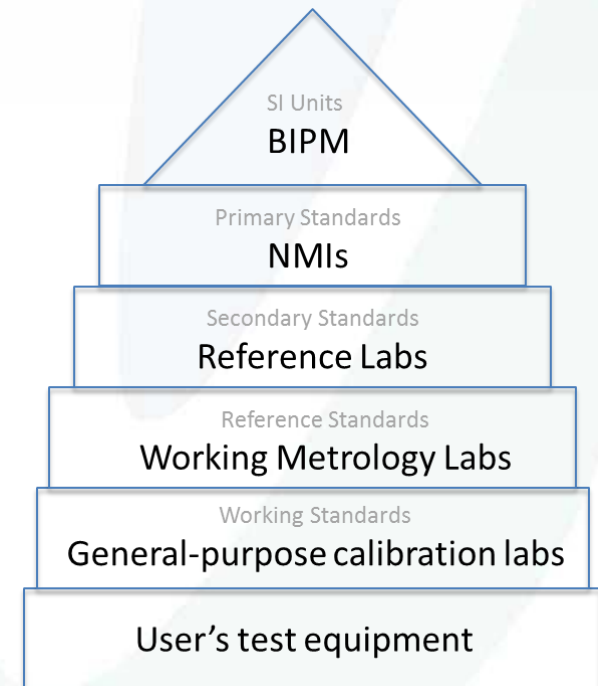 SI Units
BIPM
Primary Standards
NMIs
Secondary Standards
Reference Labs
Reference Standards
Working Metrology Labs
Working Standards
General-purpose calibration labs
User’s test equipment